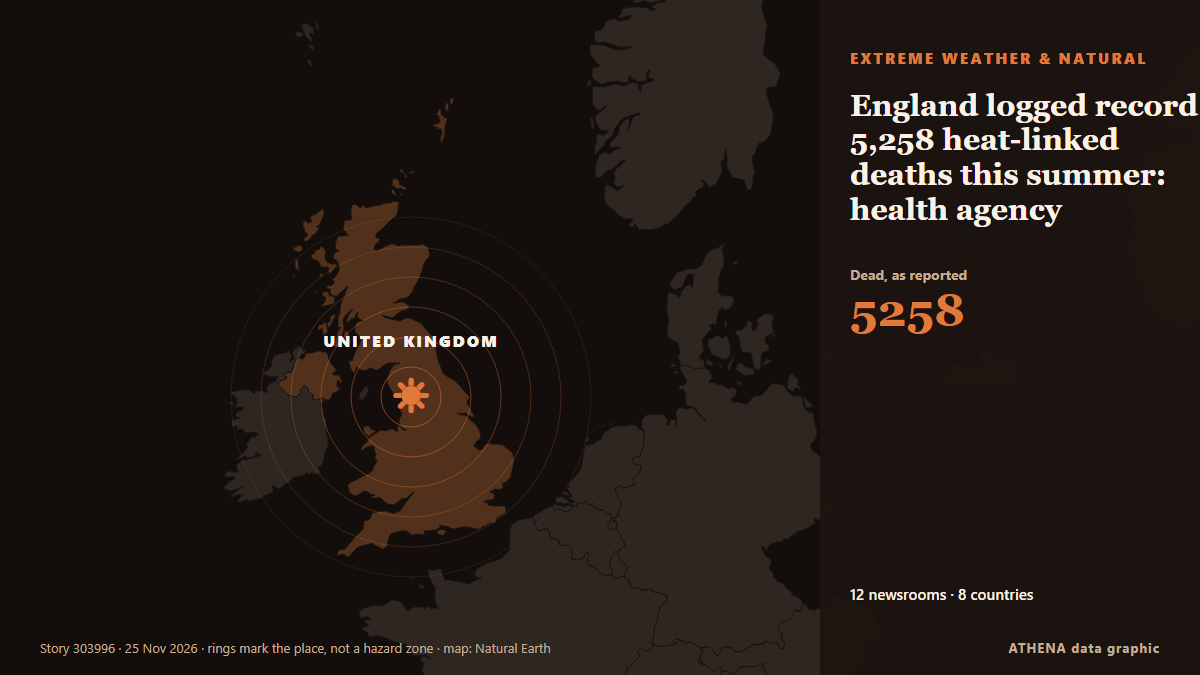 EXTREME WEATHER & NATURAL
England logged record
5,258 heat-linked
deaths this summer:
health agency
Dead, as reported
5258
UNITED KINGDOM
12 newsrooms · 8 countries
Story 303996 · 25 Nov 2026 · rings mark the place, not a hazard zone · map: Natural Earth
ATHENA data graphic